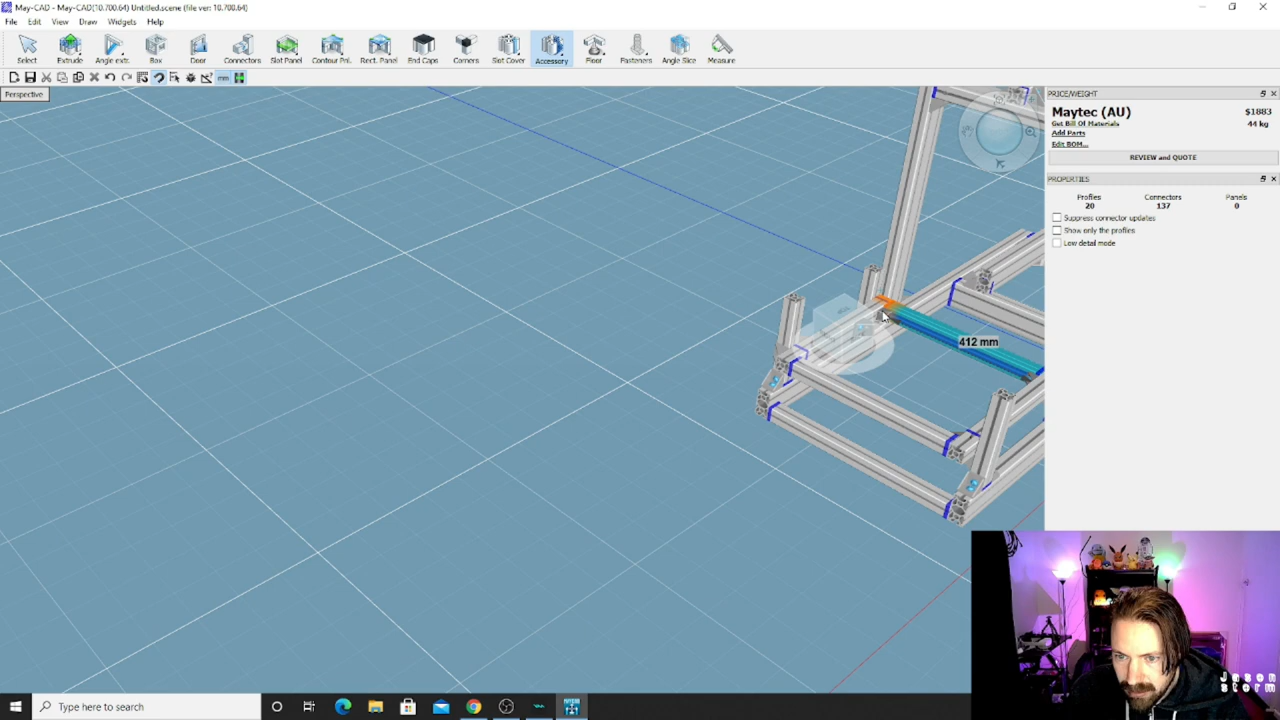 May-CAD - May-CAD(10.700.64) Untitled.scene (file ver: 10.700.64)
File Edit View Draw Widgets Help
Select Extrude Angle extr. Box Door Connectors Slot Panel Contour Pnl. Rect. Panel End Caps Corners Slot Cover Accessory Floor Fasteners Angle Slice Measure
mm
Perspective
PRICE/WEIGHT
Maytec (AU) $1883
Get Bill Of Materials 44 kg
Add Parts
Edit BOM...
REVIEW and QUOTE
PROPERTIES
Profiles Connectors Panels
20 137 0
Suppress connector updates
Show only the profiles
Low detail mode
412 mm
Jason
storm
Type here to search